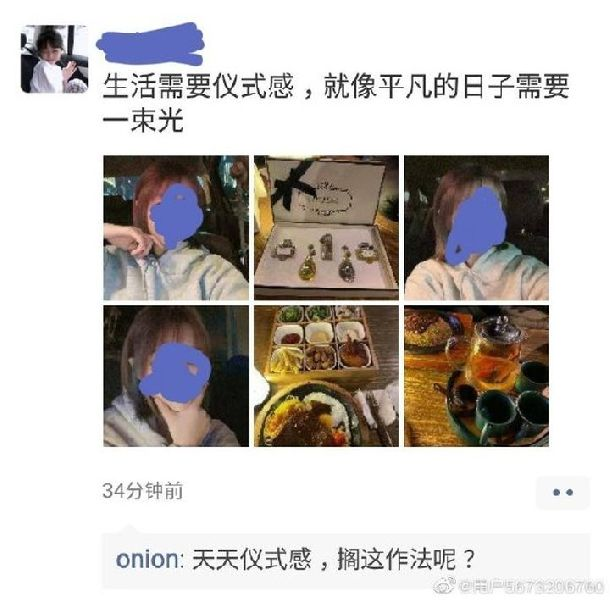 生活需要仪式感，就像平凡的日子需要
一束光
34分钟前
onion: 天天仪式感，搁这作法呢？
@用户5673206760